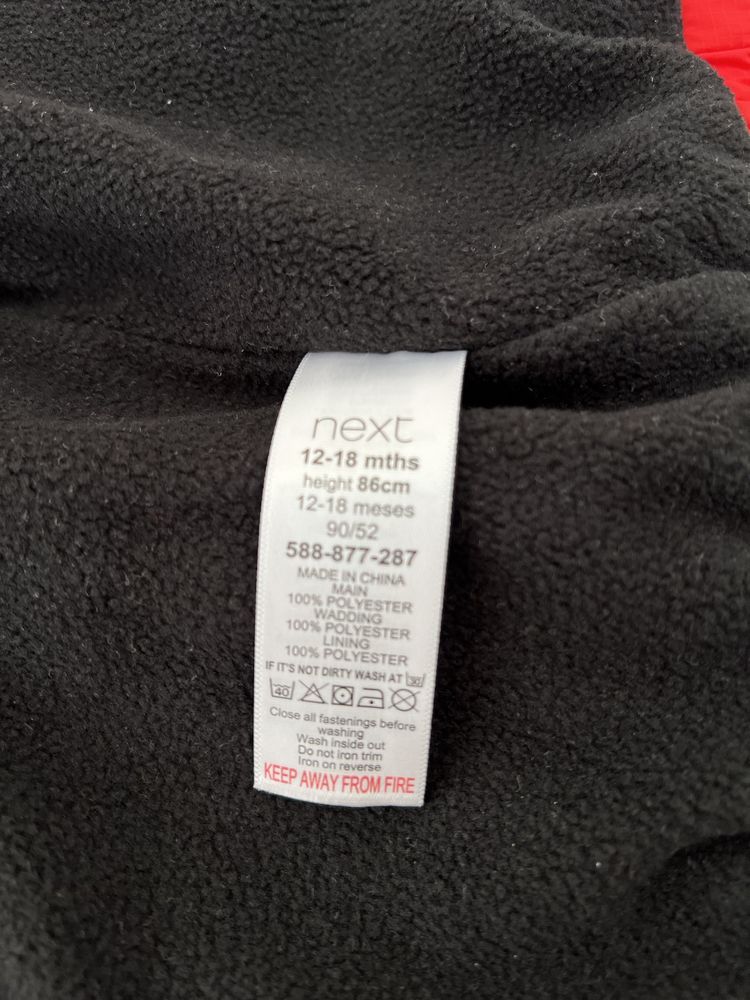 next
12-18 mths
height 86cm
12-18 meses
90/52
588-877-287
MADE IN CHINA
MAIN
100% POLYESTER
WADDING
100% POLYESTER
LINING
100% POLYESTER
IF IT'S NOT DIRTY WASH AT 30
40
Close all fastenings before
washing
Wash inside out
Do not iron trim
Iron on reverse
KEEP AWAY FROM FIRE